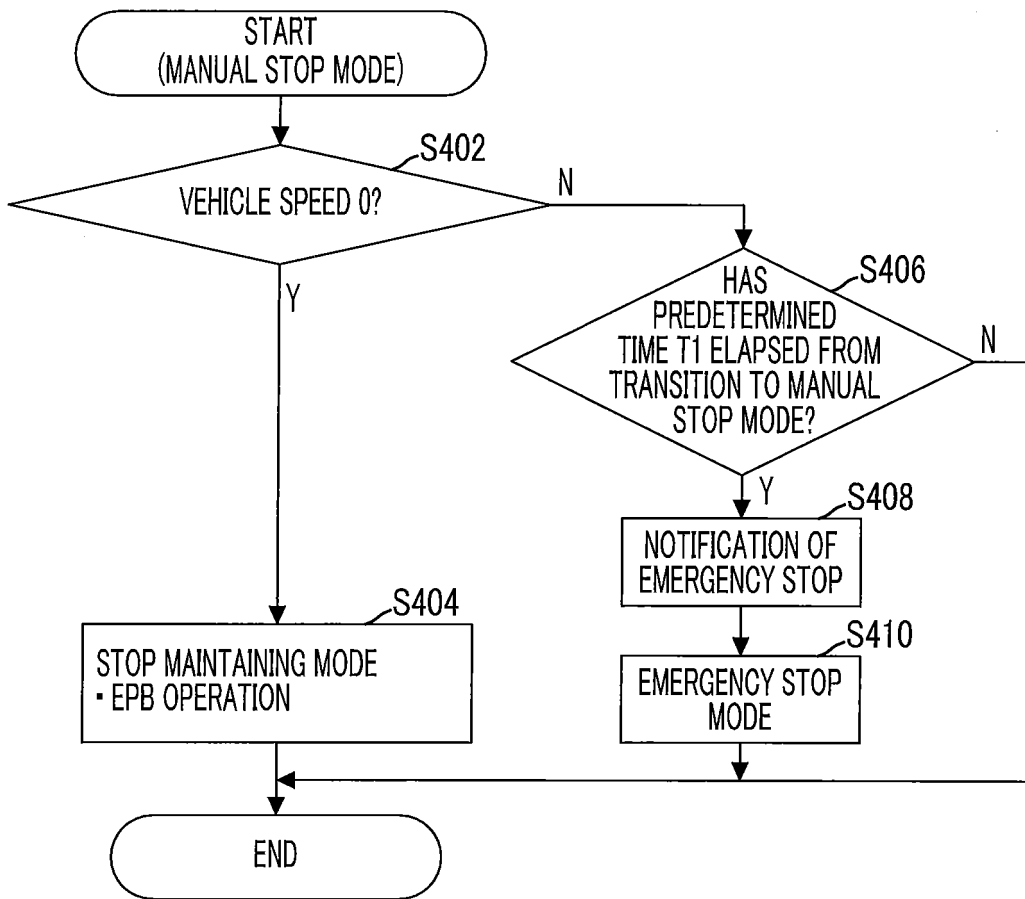 START
(MANUAL STOP MODE)
S402
VEHICLE SPEED 0?
N
Y
S406
HAS
PREDETERMINED
TIME T1 ELAPSED FROM
TRANSITION TO MANUAL
STOP MODE?
N
Y
S408
NOTIFICATION OF
EMERGENCY STOP
S404
STOP MAINTAINING MODE
▪ EPB OPERATION
S410
EMERGENCY STOP
MODE
END